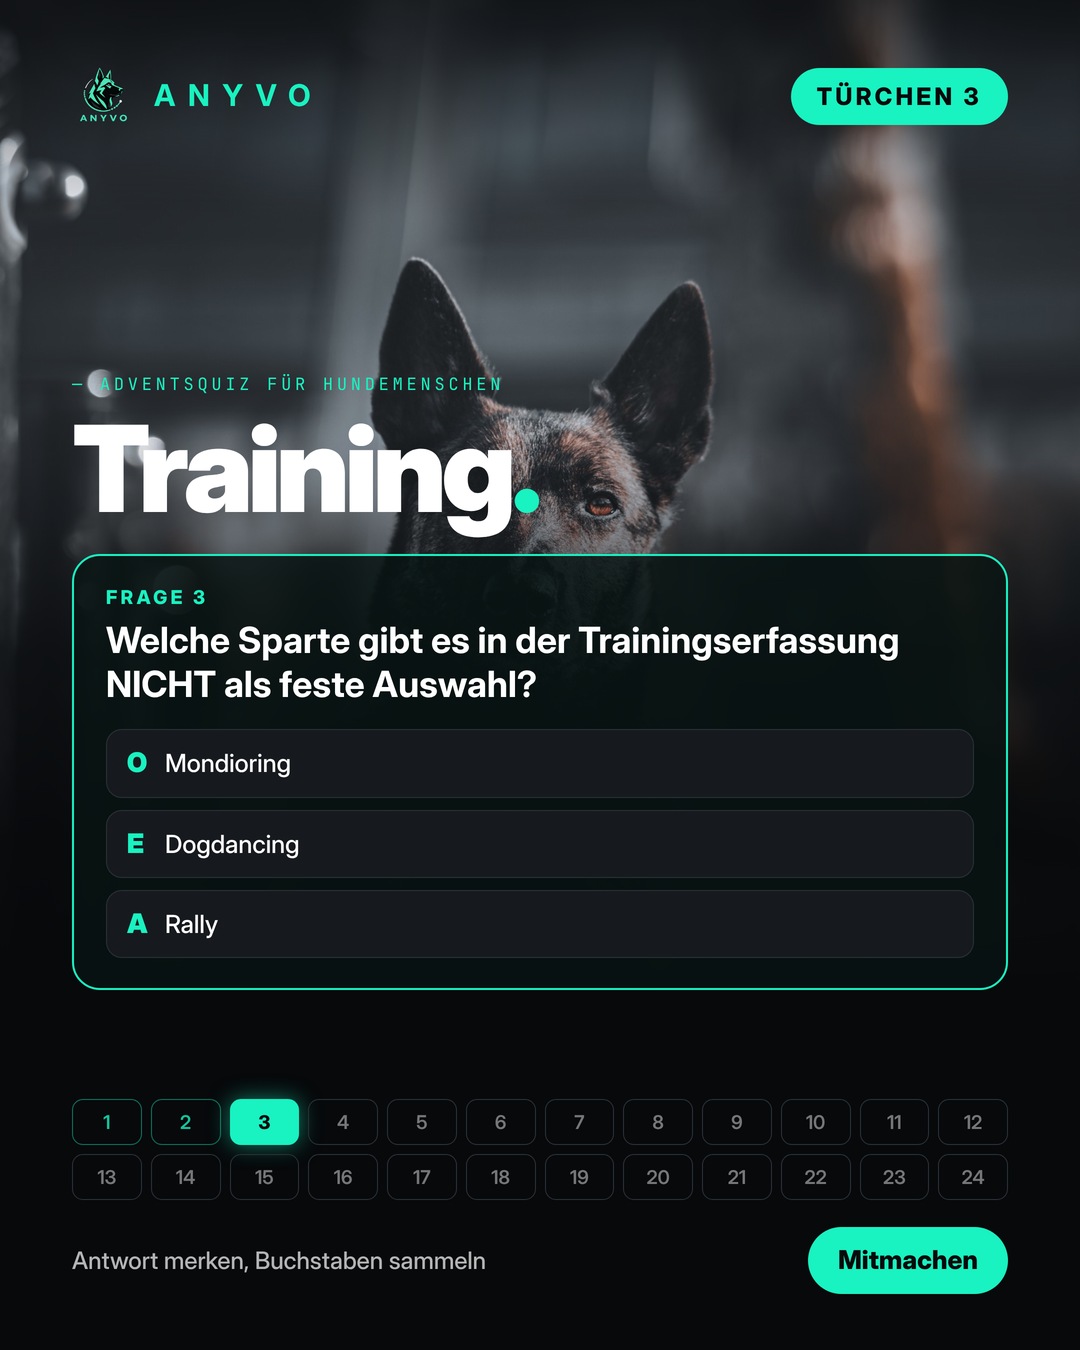 ANYVO
ANYVO
TÜRCHEN 3
– ADVENTSQUIZ FÜR HUNDEMENSCHEN
Training.
FRAGE 3
Welche Sparte gibt es in der Trainingserfassung
NICHT als feste Auswahl?
O Mondioring
E Dogdancing
A Rally
1 2 3 4 5 6 7 8 9 10 11 12
13 14 15 16 17 18 19 20 21 22 23 24
Antwort merken, Buchstaben sammeln
Mitmachen